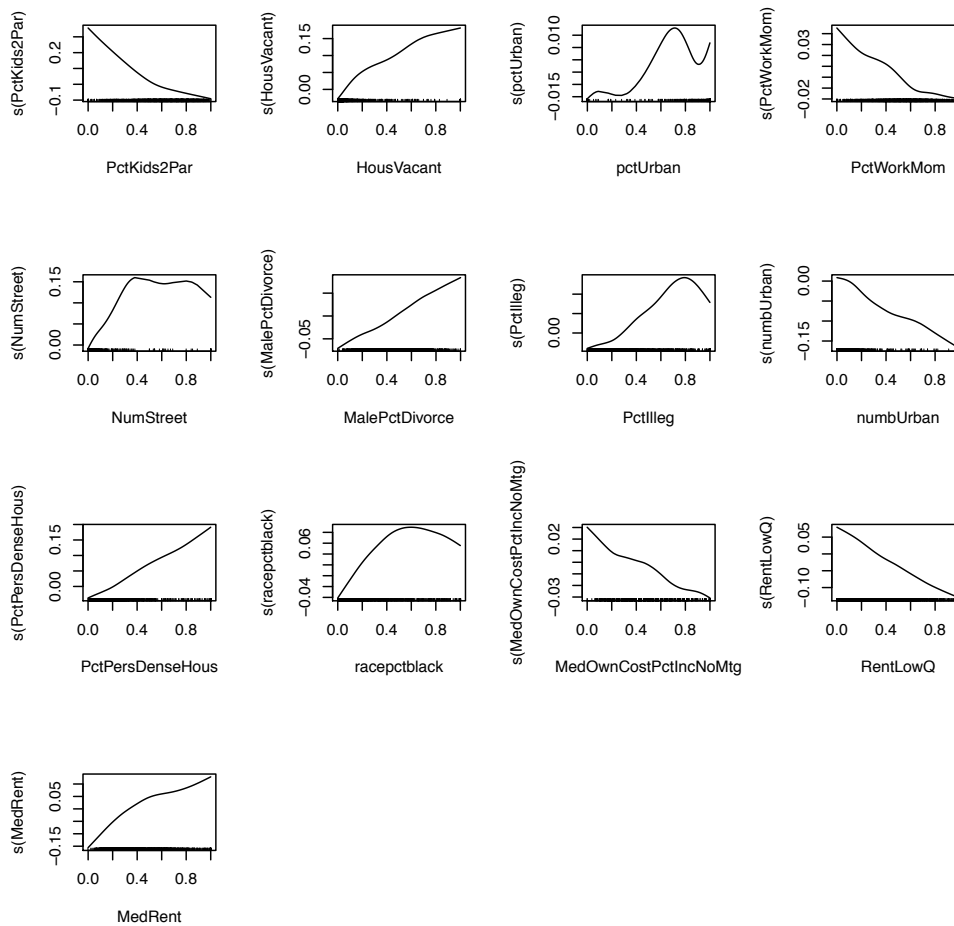 s(PctKids2Par)
0.2
−0.1
0.0 0.4 0.8
PctKids2Par
s(HousVacant)
0.15
0.00
0.0 0.4 0.8
HousVacant
s(pctUrban)
0.010
−0.015
0.0 0.4 0.8
pctUrban
s(PctWorkMom)
0.03
−0.02
0.0 0.4 0.8
PctWorkMom
s(NumStreet)
0.15
0.00
0.0 0.4 0.8
NumStreet
s(MalePctDivorce)
−0.05
0.0 0.4 0.8
MalePctDivorce
s(PctIlleg)
0.00
0.0 0.4 0.8
PctIlleg
s(numbUrban)
0.00
−0.15
0.0 0.4 0.8
numbUrban
s(PctPersDenseHous)
0.15
0.00
0.0 0.4 0.8
PctPersDenseHous
s(racepctblack)
0.06
−0.04
0.0 0.4 0.8
racepctblack
s(MedOwnCostPctIncNoMtg)
0.02
−0.03
0.0 0.4 0.8
MedOwnCostPctIncNoMtg
s(RentLowQ)
0.05
−0.10
0.0 0.4 0.8
RentLowQ
s(MedRent)
0.05
−0.15
0.0 0.4 0.8
MedRent